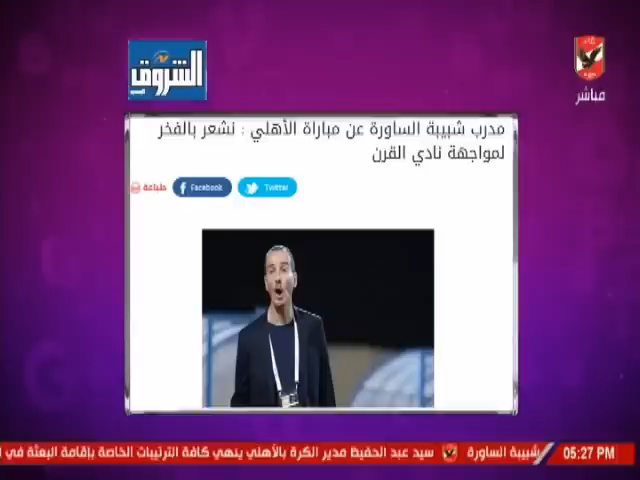 الشروق
مباشر
مدرب شبيبة الساورة عن مباراة الأهلي : نشعر بالفخر
لمواجهة نادي القرن
طباعة Facebook Twitter
شبيبة الساورة سيد عبد الحفيظ مدير الكرة بالأهلي ينهي كافة الترتيبات الخاصة بإقامة البعثة في
05:27 PM